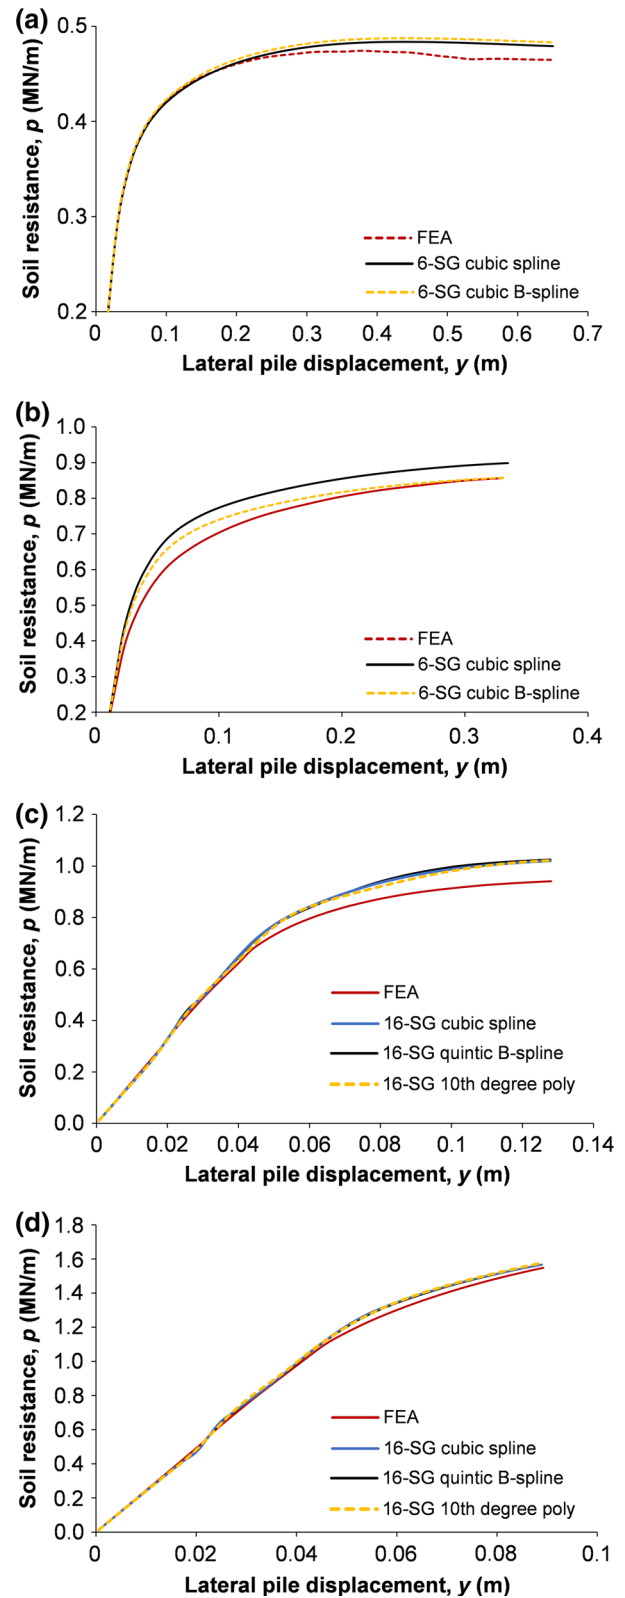 (a)
Soil resistance, p (MN/m)
0.5
0.4
0.3
0.2
FEA
6-SG cubic spline
6-SG cubic B-spline
0 0.1 0.2 0.3 0.4 0.5 0.6 0.7
Lateral pile displacement, y (m)
(b)
Soil resistance, p (MN/m)
1.0
0.9
0.8
0.7
0.6
0.5
0.4
0.3
0.2
FEA
6-SG cubic spline
6-SG cubic B-spline
0 0.1 0.2 0.3 0.4
Lateral pile displacement, y (m)
(c)
Soil resistance, p (MN/m)
1.2
1.0
0.8
0.6
0.4
0.2
0.0
FEA
16-SG cubic spline
16-SG quintic B-spline
16-SG 10th degree poly
0 0.02 0.04 0.06 0.08 0.1 0.12 0.14
Lateral pile displacement, y (m)
(d)
Soil resistance, p (MN/m)
1.8
1.6
1.4
1.2
1.0
0.8
0.6
0.4
0.2
0.0
FEA
16-SG cubic spline
16-SG quintic B-spline
16-SG 10th degree poly
0 0.02 0.04 0.06 0.08 0.1
Lateral pile displacement, y (m)